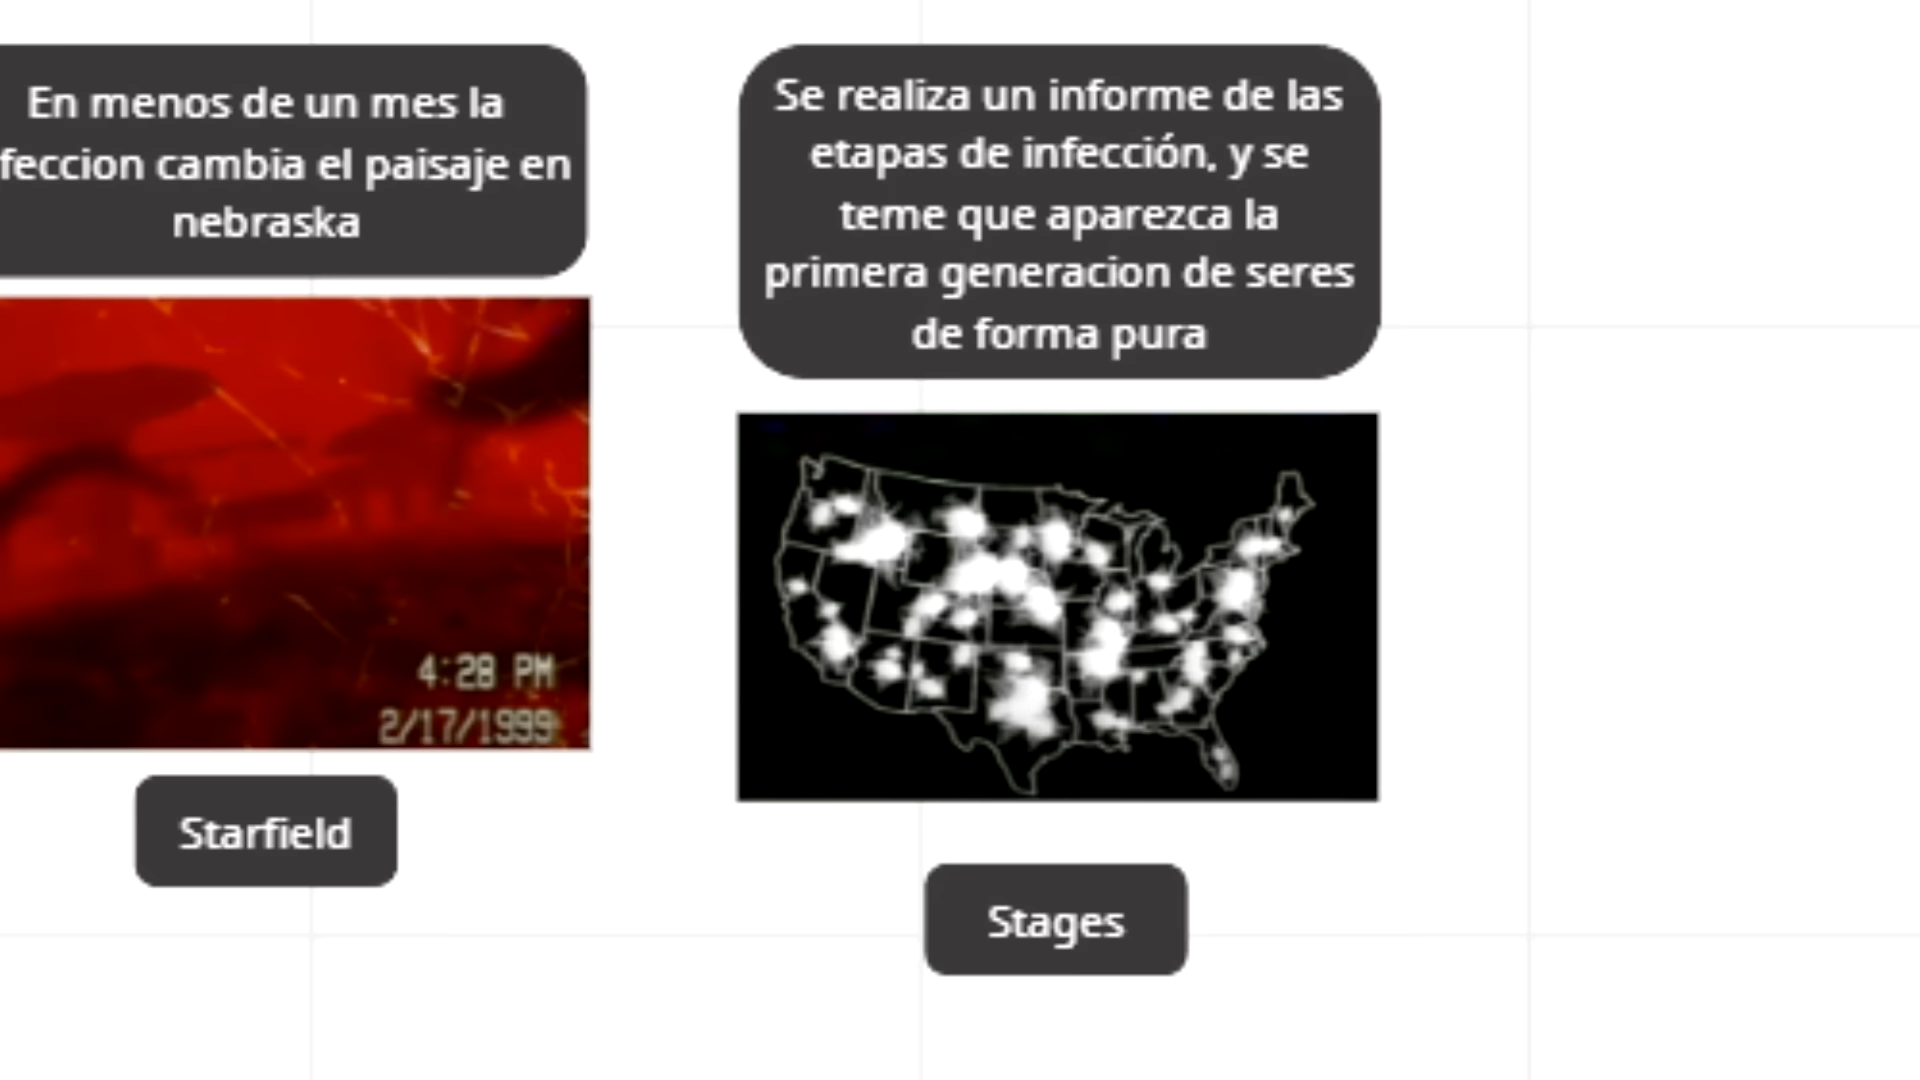 En menos de un mes la
feccion cambia el paisaje en
nebraska
4:28 PM
2/17/1999
Starfield
Se realiza un informe de las
etapas de infección, y se
teme que aparezca la
primera generacion de seres
de forma pura
Stages